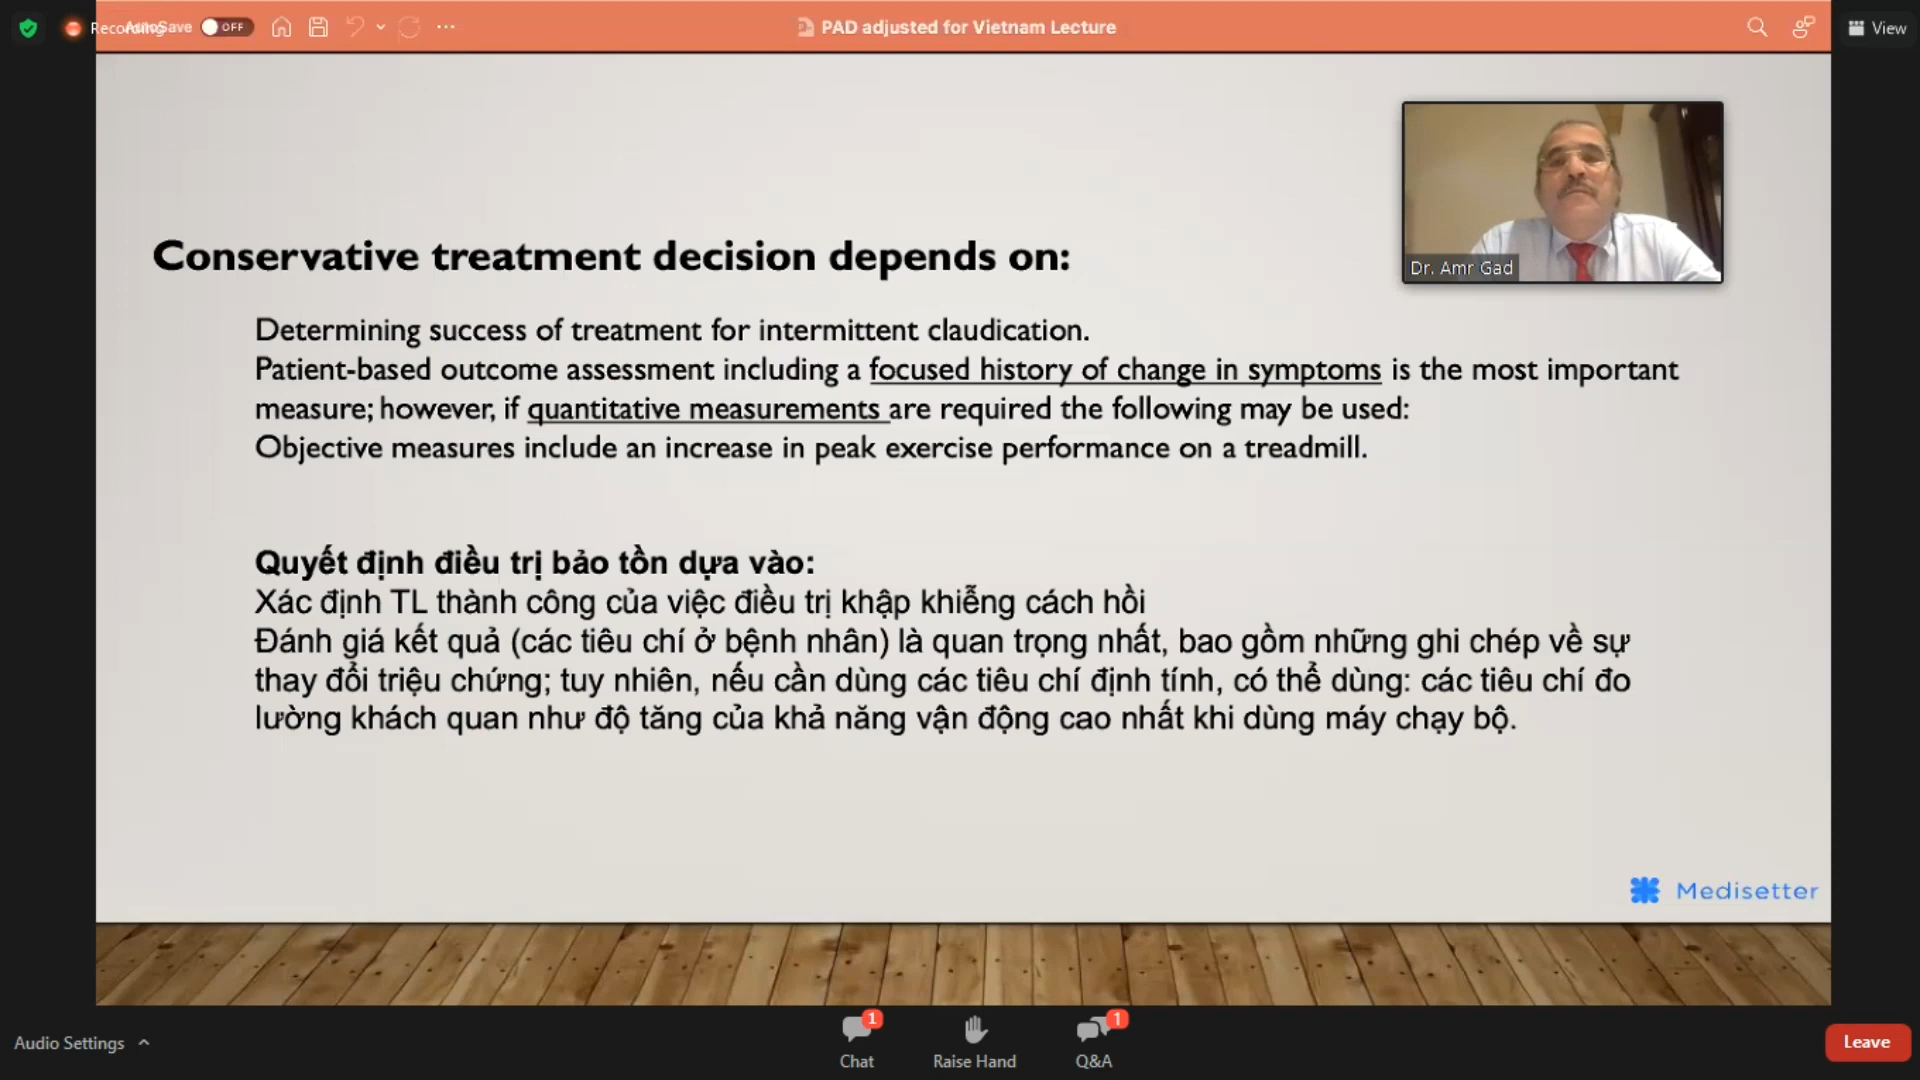 Recording
AutoSave OFF
PAD adjusted for Vietnam Lecture
View
Dr. Amr Gad
Conservative treatment decision depends on:
Determining success of treatment for intermittent claudication.
Patient-based outcome assessment including a focused history of change in symptoms is the most important
measure; however, if quantitative measurements are required the following may be used:
Objective measures include an increase in peak exercise performance on a treadmill.
Quyết định điều trị bảo tồn dựa vào:
Xác định TL thành công của việc điều trị khập khiễng cách hồi
Đánh giá kết quả (các tiêu chí ở bệnh nhân) là quan trọng nhất, bao gồm những ghi chép về sự
thay đổi triệu chứng; tuy nhiên, nếu cần dùng các tiêu chí định tính, có thể dùng: các tiêu chí đo
lường khách quan như độ tăng của khả năng vận động cao nhất khi dùng máy chạy bộ.
Medisetter
Audio Settings
1
Chat
Raise Hand
1
Q&A
Leave